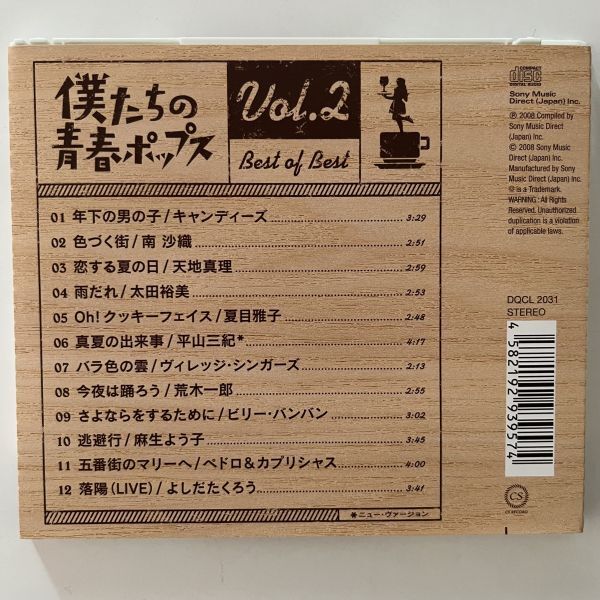 僕たちの
青春ポップス
Vol.2
Best of Best
01 年下の男の子/キャンディーズ 3:29
02 色づく街/南 沙織 2:51
03 恋する夏の日/天地真理 2:59
04 雨だれ/太田裕美 2:53
05 Oh!クッキーフェイス/夏目雅子 2:48
06 真夏の出来事/平山三紀* 4:17
07 バラ色の雲/ヴィレッジ・シンガーズ 2:13
08 今夜は踊ろう/荒木一郎 2:55
09 さよならをするために/ビリー・バンバン 3:02
10 逃避行/麻生よう子 3:45
11 五番街のマリーへ/ペドロ&カプリシャス 4:00
12 落陽(LIVE)/よしだたくろう 3:41
*ニュー・ヴァージョン
COMPACT
disc
DIGITAL AUDIO
Sony Music
Direct (Japan) Inc.
℗ 2008 Compiled by
Sony Music Direct
(Japan) Inc.
© 2008 Sony Music
Direct (Japan) Inc.
Manufactured by Sony
Music Direct (Japan) Inc.
is a Trademark.
WARNING : All Rights
Reserved. Unauthorized
duplication is a violation
of applicable laws.
DQCL 2031
STEREO
4 582192 939574
CS